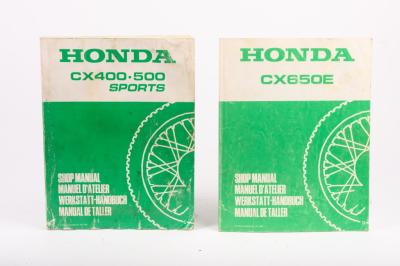 HONDA
CX400·500
SPORTS
SHOP MANUAL
MANUEL D'ATELIER
WERKSTATT-HANDBUCH
MANUAL DE TALLER
HONDA
CX650E
SHOP MANUAL
MANUEL D'ATELIER
WERKSTATT-HANDBUCH
MANUAL DE TALLER